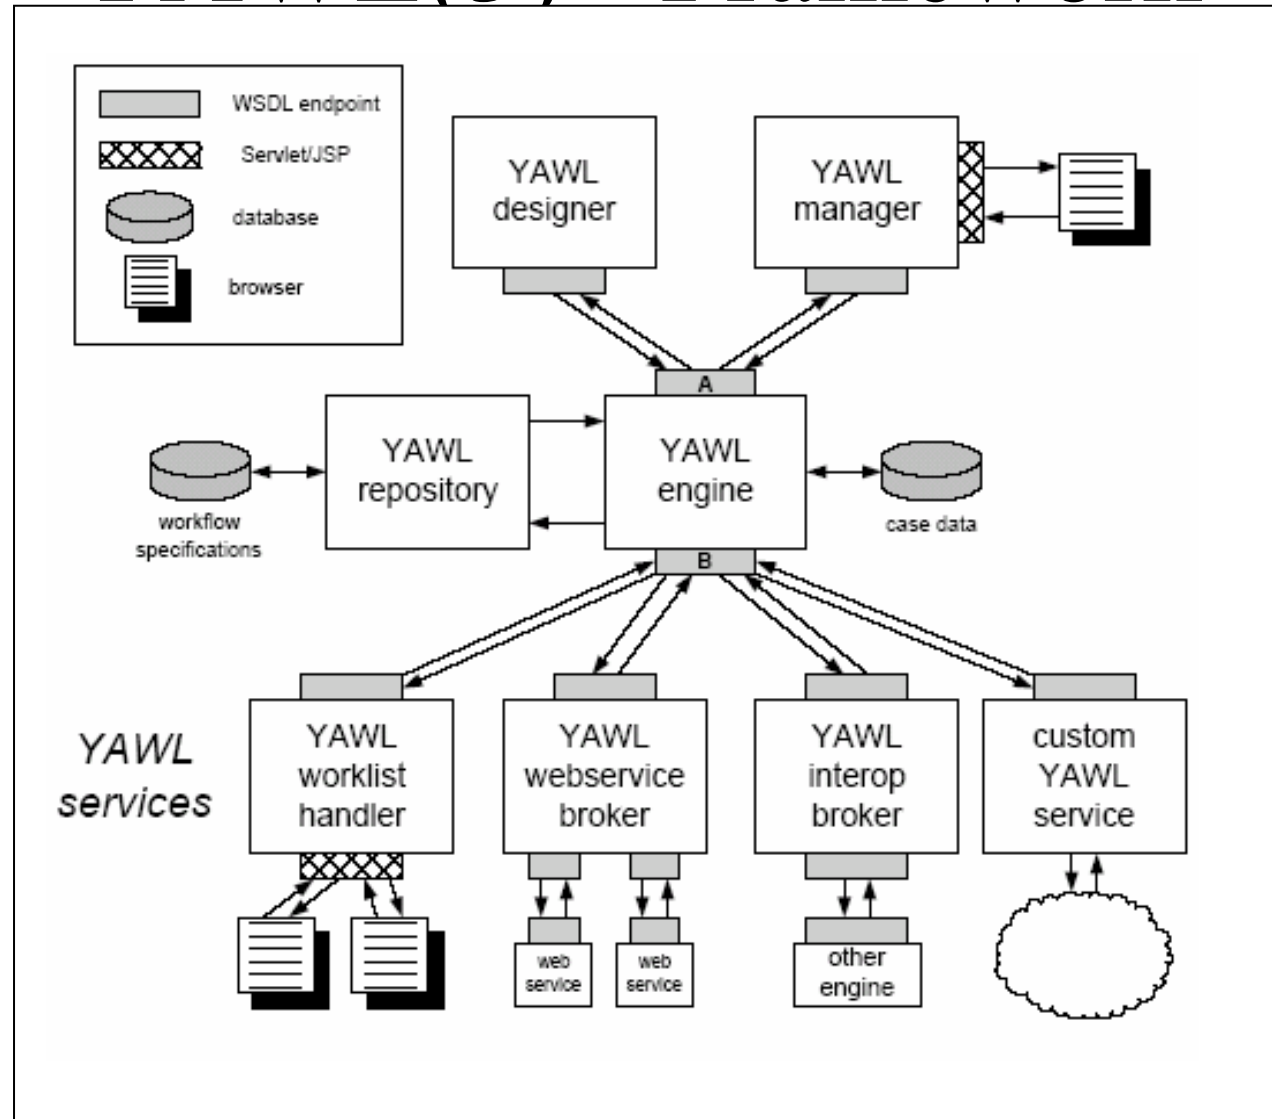 WSDL endpoint
Servlet/JSP
database
browser
YAWL
designer
YAWL
manager
A
YAWL
repository
YAWL
engine
workflow
specifications
case data
B
YAWL
services
YAWL
worklist
handler
YAWL
webservice
broker
YAWL
interop
broker
custom
YAWL
service
web
service
web
service
other
engine